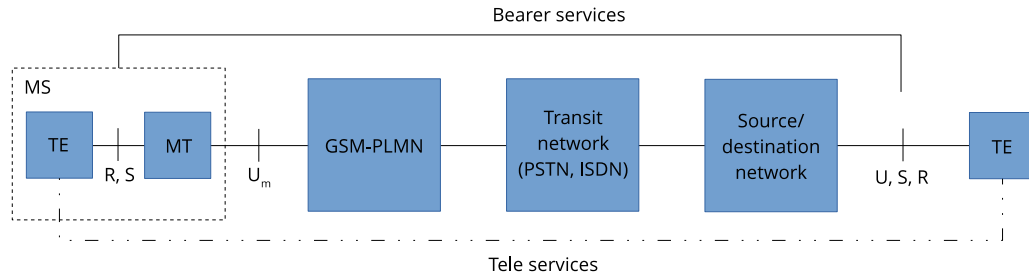 Bearer services
MS
TE
R, S
MT
Um
GSM-PLMN
Transit
network
(PSTN, ISDN)
Source/
destination
network
U, S, R
TE
Tele services